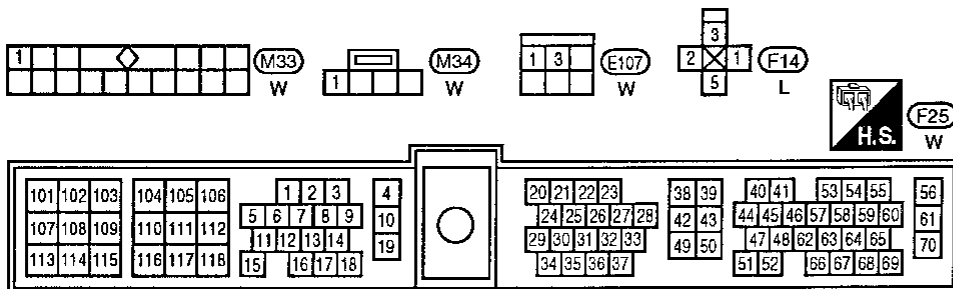 1 M33 W
1 M34 W
1 3 E107 W
3
2 1 F14
5 L
H.S. F25 W
101 102 103 104 105 106 1 2 3 4 20 21 22 23 38 39 40 41 53 54 55 56
5 6 7 8 9 10 24 25 26 27 28 42 43 44 45 46 57 58 59 60 61
107 108 109 110 111 112
11 12 13 14 19 29 30 31 32 33 49 50 47 48 62 63 64 65 70
113 114 115 116 117 118 15 16 17 18 34 35 36 37 51 52 66 67 68 69